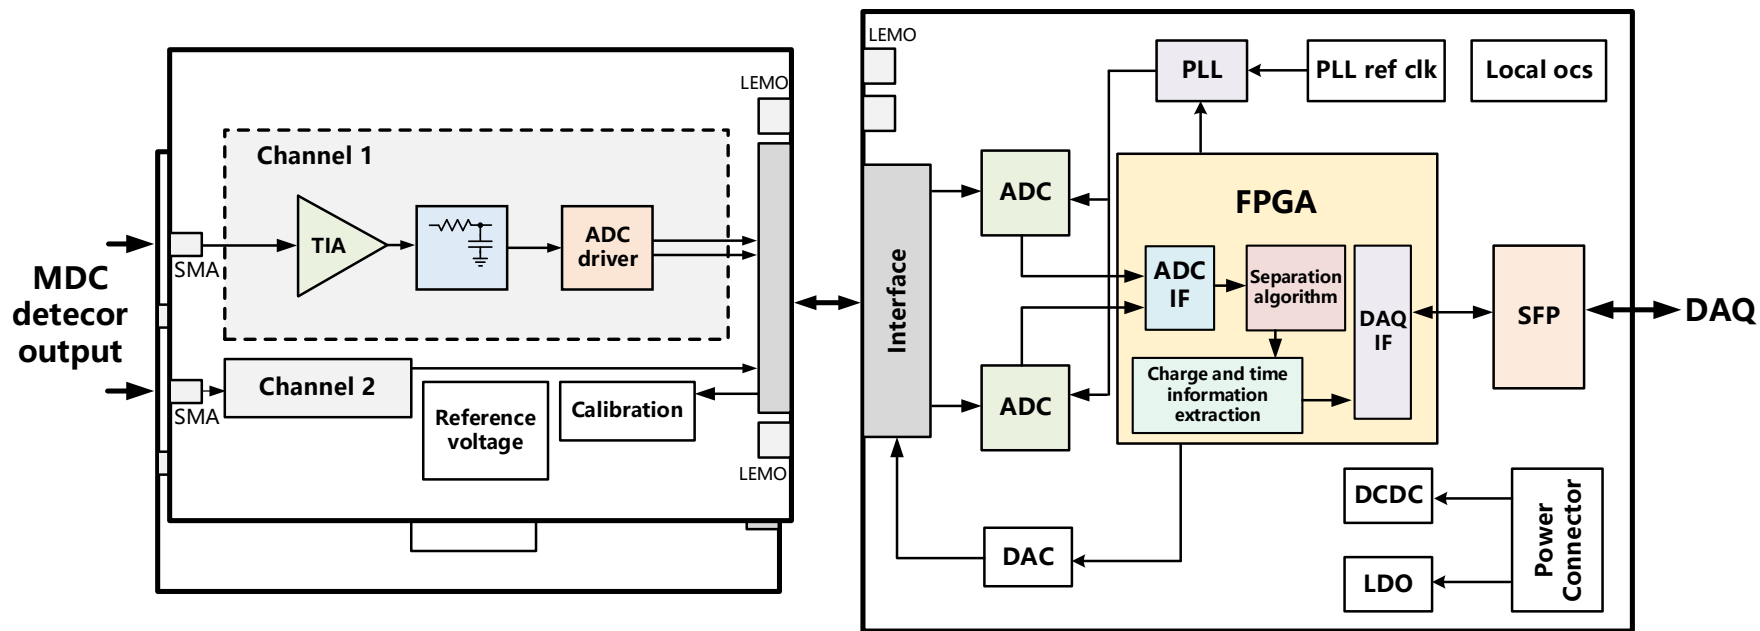 MDC
detecor
output
SMA
SMA
Channel 1
TIA
ADC
driver
Channel 2
Reference
voltage
Calibration
LEMO
LEMO
LEMO
Interface
ADC
ADC
DAC
PLL
PLL ref clk
Local ocs
FPGA
ADC
IF
Separation
algorithm
Charge and time
information
extraction
DAQ
IF
SFP
DAQ
DCDC
LDO
Power
Connector